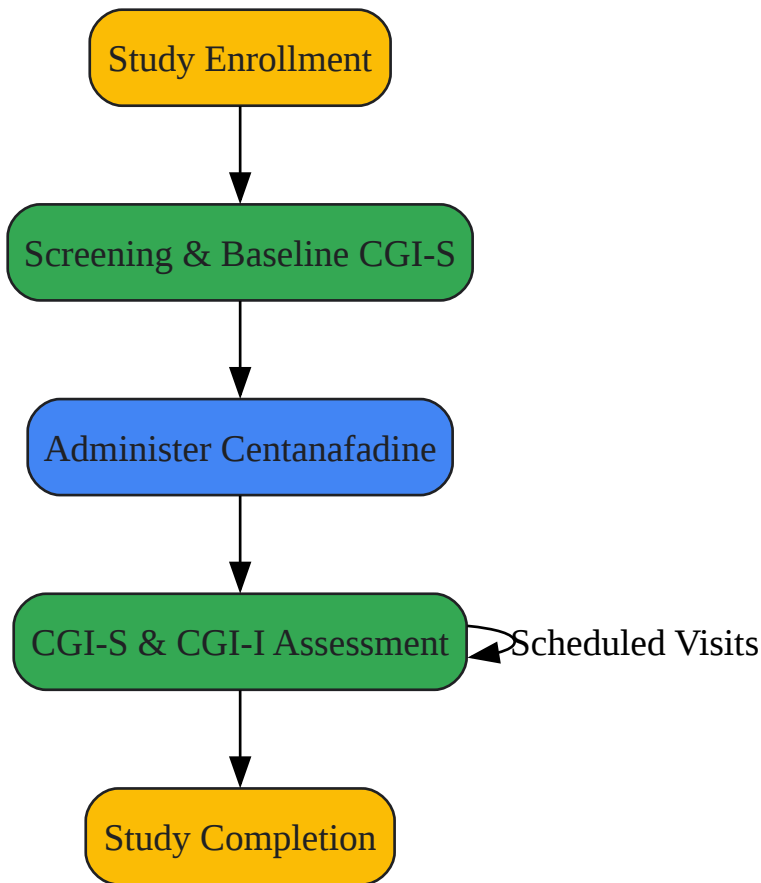 Study Enrollment
Screening & Baseline CGI-S
Administer Centanafadine
CGI-S & CGI-I Assessment
Scheduled Visits
Study Completion